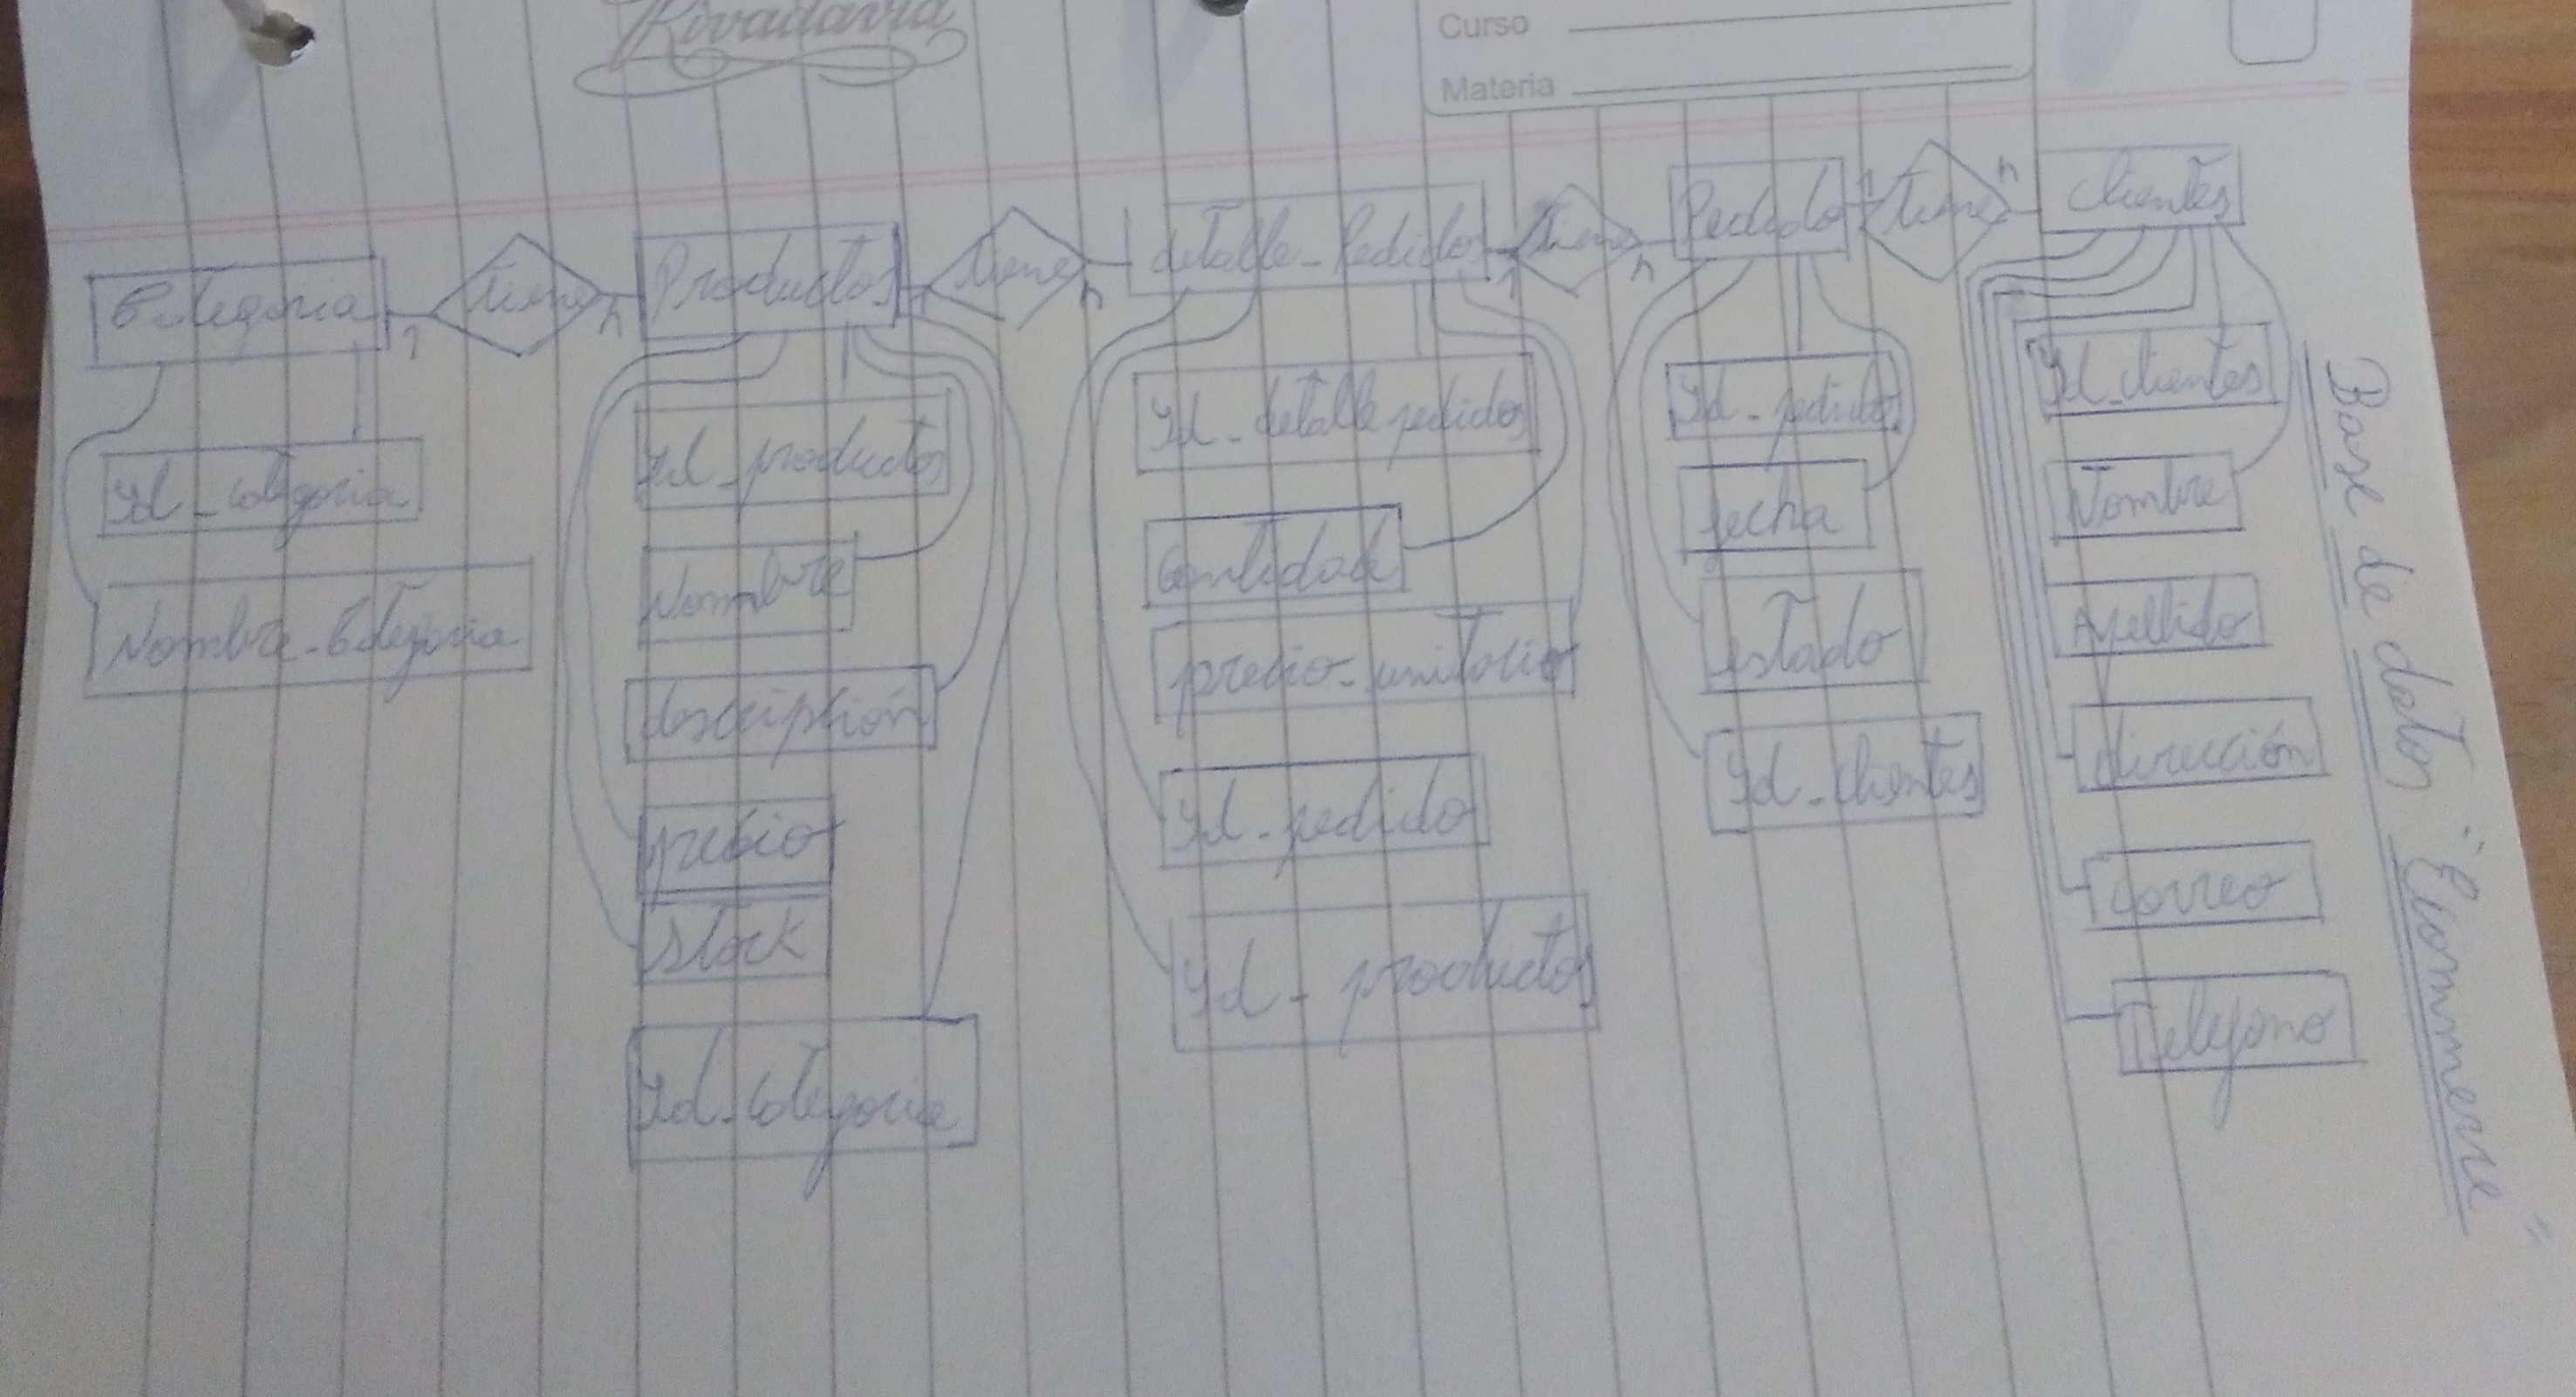 Rivadavia
Curso
Materia
Categoria 1 tiene n Productos 1 tiene n detalle_Pedidos 1 tiene n Pedido 1 tiene n clientes
Id_categoria
Nombre_Categoria
Id_productos
Nombre
descripción
precio
stock
Id_categoria
Id_detalle pedidos
Cantidad
precio_unitario
Id_pedido
Id_productos
Id_pedido
fecha
estado
Id_clientes
Id_clientes
Nombre
Apellido
dirección
Correo
Telefono
Base de datos "Ecommerce"